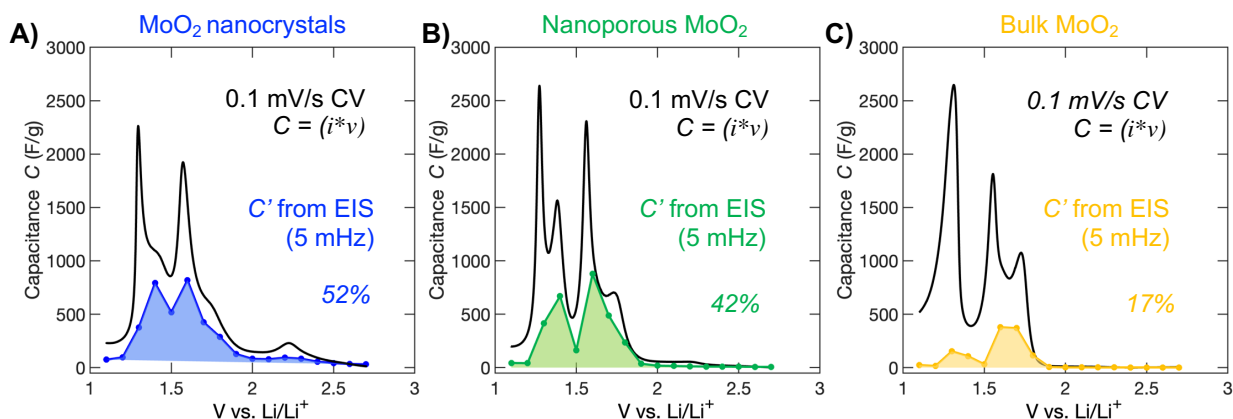 A)
MoO₂ nanocrystals
3000
2500
2000
1500
1000
500
0
Capacitance C (F/g)
0.1 mV/s CV
C = (i*v)
C' from EIS
(5 mHz)
52%
1
1.5
2
2.5
3
V vs. Li/Li⁺
B)
Nanoporous MoO₂
3000
2500
2000
1500
1000
500
0
Capacitance C (F/g)
0.1 mV/s CV
C = (i*v)
C' from EIS
(5 mHz)
42%
1
1.5
2
2.5
3
V vs. Li/Li⁺
C)
Bulk MoO₂
3000
2500
2000
1500
1000
500
0
Capacitance C (F/g)
0.1 mV/s CV
C = (i*v)
C' from EIS
(5 mHz)
17%
1
1.5
2
2.5
3
V vs. Li/Li⁺